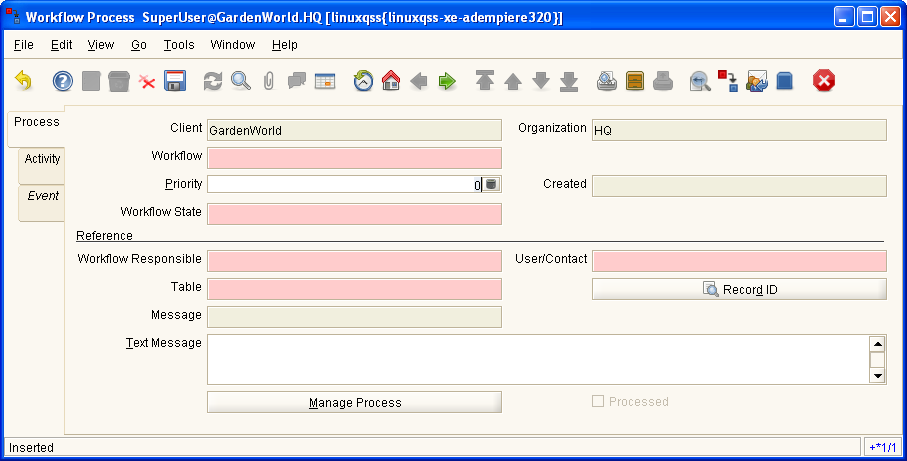 Workflow Process  SuperUser@GardenWorld.HQ [linuxqss{linuxqss-xe-adempiere320}]
File Edit View Go Tools Window Help
Process
Activity
Event
Client GardenWorld Organization HQ
Workflow
Priority 0 Created
Workflow State
Reference
Workflow Responsible User/Contact
Table Record ID
Message
Text Message
Manage Process Processed
Inserted +*1/1